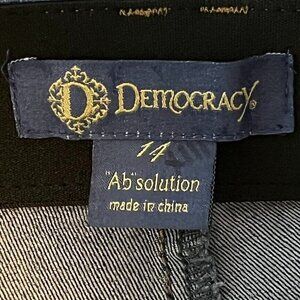 D DEMOCRACY®
14
"Ab"solution
made in china